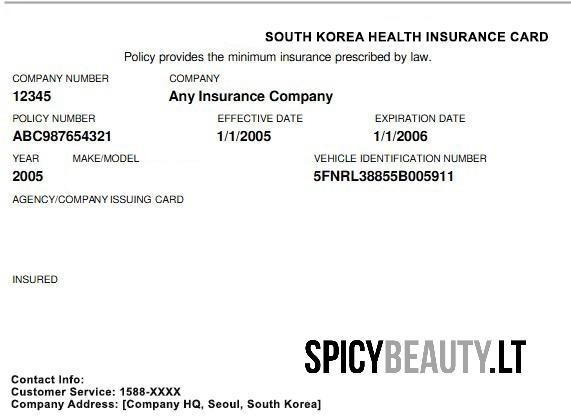 SOUTH KOREA HEALTH INSURANCE CARD
Policy provides the minimum insurance prescribed by law.
COMPANY NUMBER COMPANY
12345 Any Insurance Company
POLICY NUMBER EFFECTIVE DATE EXPIRATION DATE
ABC987654321 1/1/2005 1/1/2006
YEAR MAKE/MODEL VEHICLE IDENTIFICATION NUMBER
2005 5FNRL38855B005911
AGENCY/COMPANY ISSUING CARD
INSURED
SPICYBEAUTY.LT
Contact Info:
Customer Service: 1588-XXXX
Company Address: [Company HQ, Seoul, South Korea]